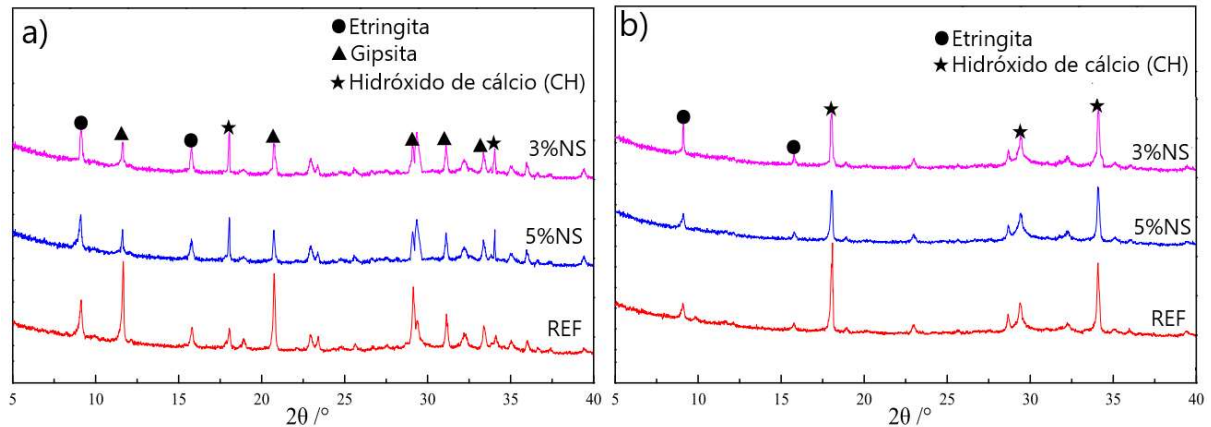 a)
Etringita
Gipsita
Hidróxido de cálcio (CH)
3%NS
5%NS
REF
5 10 15 20 25 30 35 40
2θ /°
b)
Etringita
Hidróxido de cálcio (CH)
3%NS
5%NS
REF
5 10 15 20 25 30 35 40
2θ /°